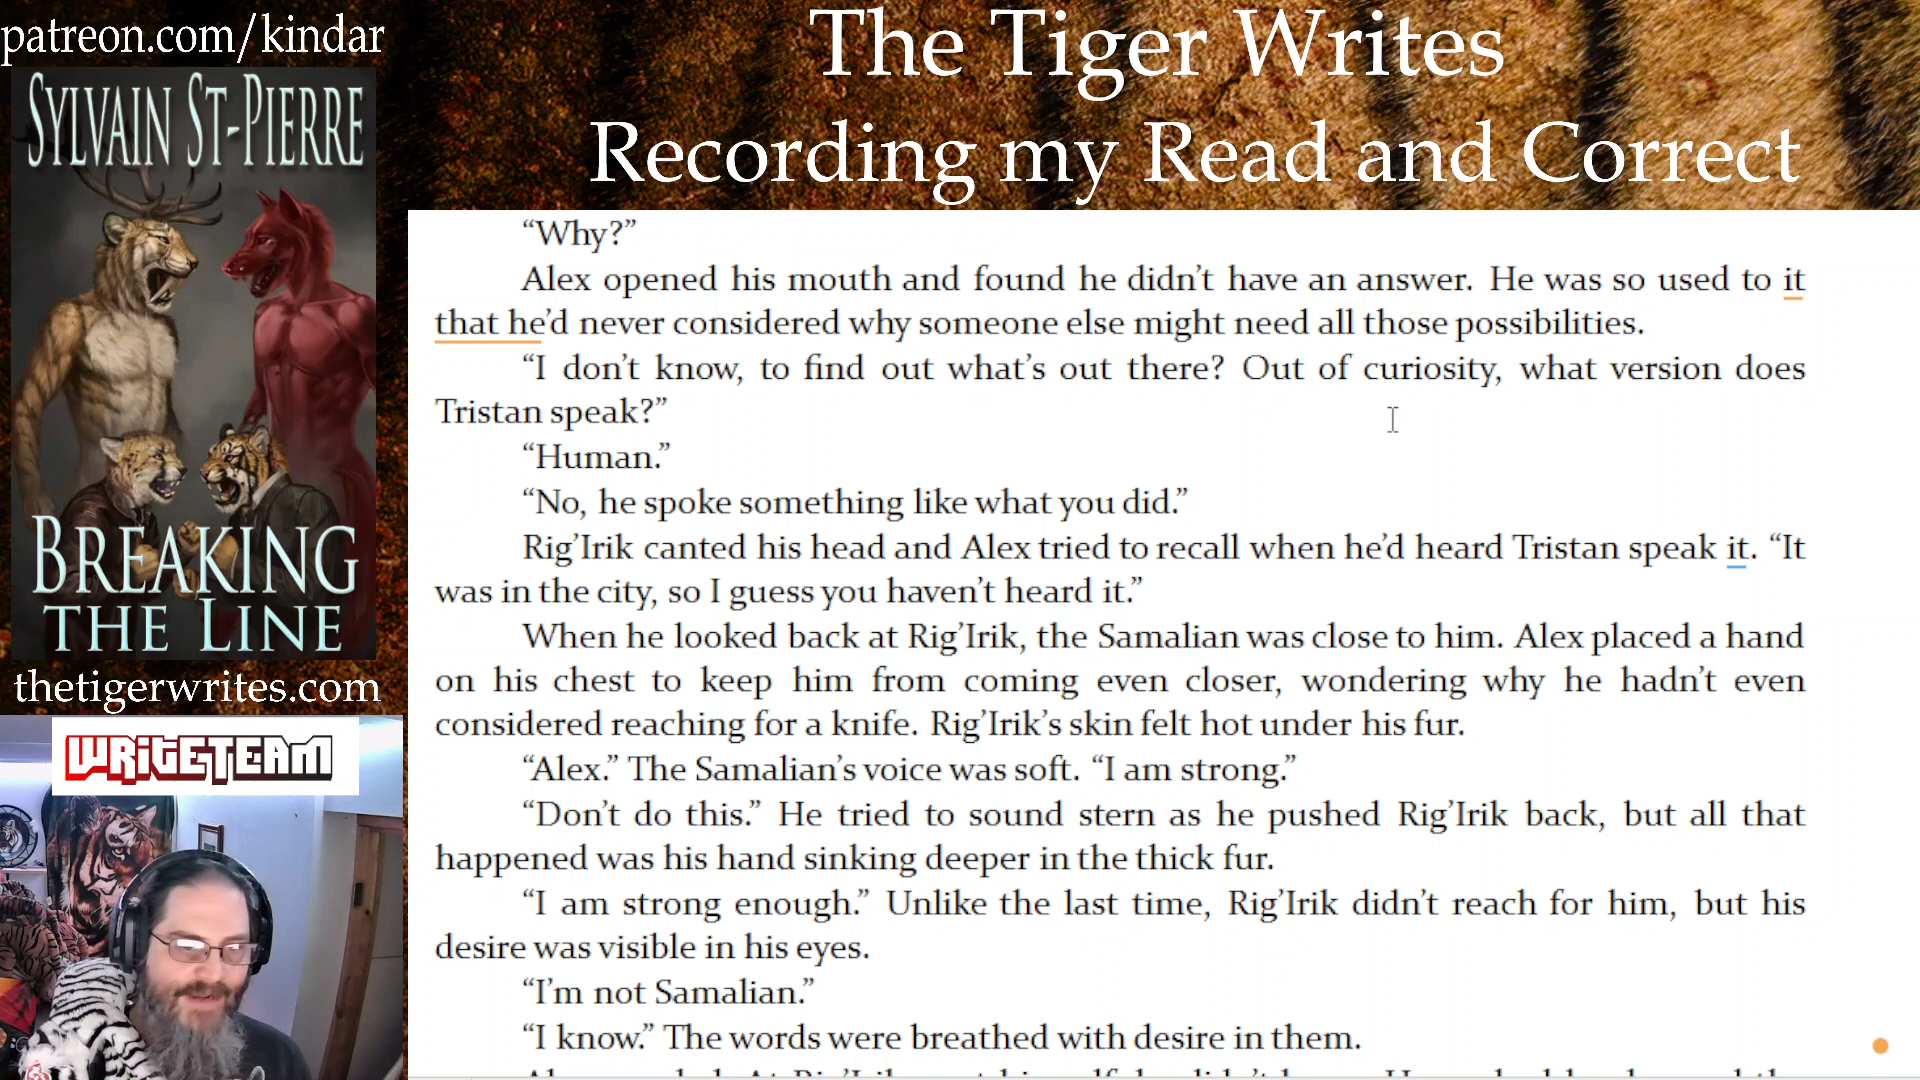 patreon.com/kindar
SYLVAIN ST-PIERRE
BREAKING
THE LINE
thetigerwrites.com
WRITETEAM
The Tiger Writes
Recording my Read and Correct
“Why?”
Alex opened his mouth and found he didn’t have an answer. He was so used to it
that he’d never considered why someone else might need all those possibilities.
“I don’t know, to find out what’s out there? Out of curiosity, what version does
Tristan speak?”
“Human.”
“No, he spoke something like what you did.”
Rig’Irik canted his head and Alex tried to recall when he’d heard Tristan speak it. “It
was in the city, so I guess you haven’t heard it.”
When he looked back at Rig’Irik, the Samalian was close to him. Alex placed a hand
on his chest to keep him from coming even closer, wondering why he hadn’t even
considered reaching for a knife. Rig’Irik’s skin felt hot under his fur.
“Alex.” The Samalian’s voice was soft. “I am strong.”
“Don’t do this.” He tried to sound stern as he pushed Rig’Irik back, but all that
happened was his hand sinking deeper in the thick fur.
“I am strong enough.” Unlike the last time, Rig’Irik didn’t reach for him, but his
desire was visible in his eyes.
“I’m not Samalian.”
“I know.” The words were breathed with desire in them.